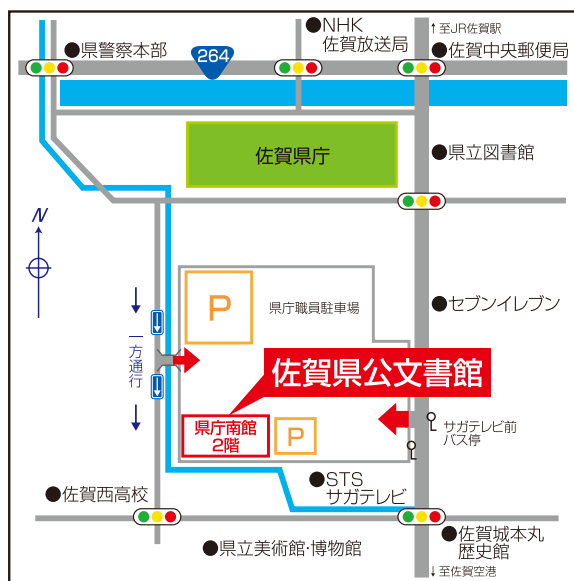 ●NHK
佐賀放送局
↑至JR佐賀駅
●県警察本部
264
●佐賀中央郵便局
佐賀県庁
●県立図書館
N
P
県庁職員駐車場
●セブンイレブン
一方通行
佐賀県公文書館
県庁南館
2階
P
サガテレビ前
バス停
●STS
サガテレビ
●佐賀西高校
●佐賀城本丸
歴史館
●県立美術館・博物館
↓至佐賀空港